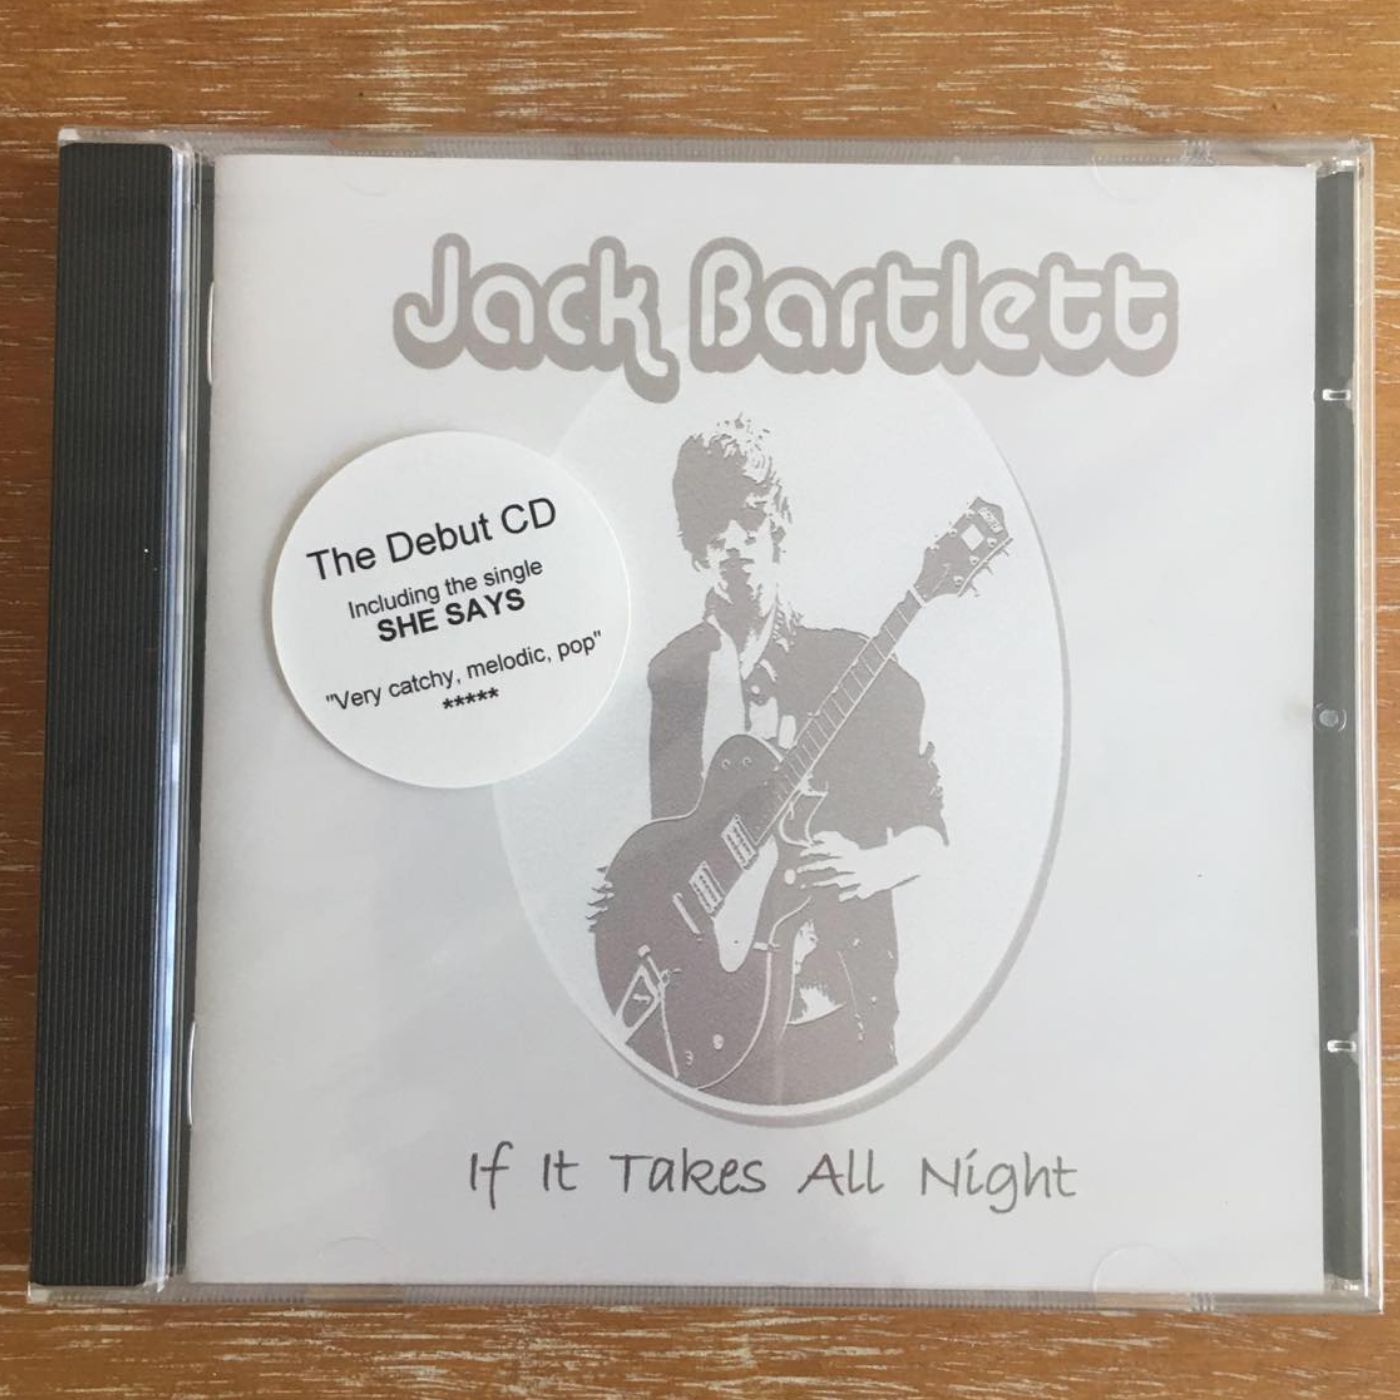 Jack Bartlett
The Debut CD
Including the single
SHE SAYS
"Very catchy, melodic, pop"
*****
If It Takes All Night